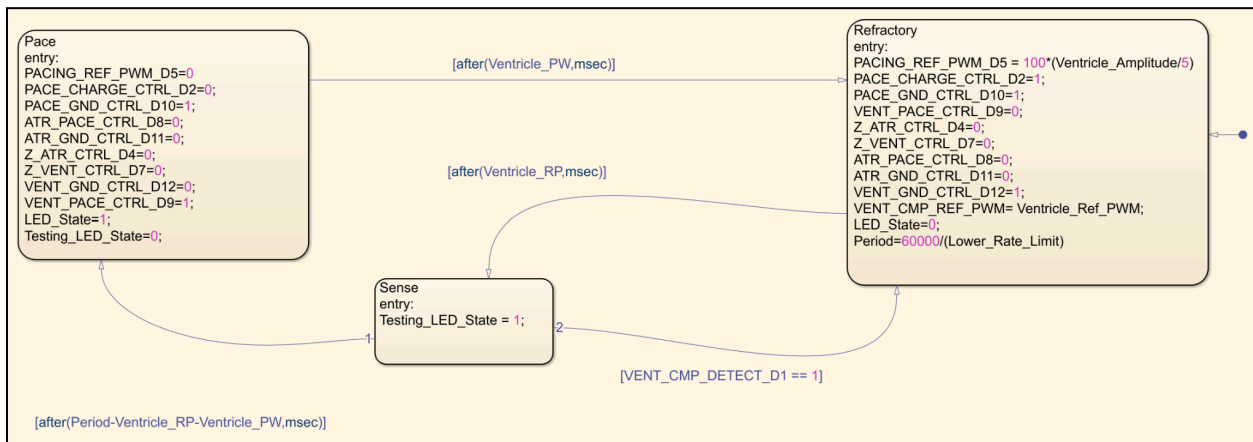 Pace
entry:
PACING_REF_PWM_D5=0
PACE_CHARGE_CTRL_D2=0;
PACE_GND_CTRL_D10=1;
ATR_PACE_CTRL_D8=0;
ATR_GND_CTRL_D11=0;
Z_ATR_CTRL_D4=0;
Z_VENT_CTRL_D7=0;
VENT_GND_CTRL_D12=0;
VENT_PACE_CTRL_D9=1;
LED_State=1;
Testing_LED_State=0;
[after(Ventricle_PW,msec)]
Refractory
entry:
PACING_REF_PWM_D5 = 100*(Ventricle_Amplitude/5)
PACE_CHARGE_CTRL_D2=1;
PACE_GND_CTRL_D10=1;
VENT_PACE_CTRL_D9=0;
Z_ATR_CTRL_D4=0;
Z_VENT_CTRL_D7=0;
ATR_PACE_CTRL_D8=0;
ATR_GND_CTRL_D11=0;
VENT_GND_CTRL_D12=1;
VENT_CMP_REF_PWM= Ventricle_Ref_PWM;
LED_State=0;
Period=60000/(Lower_Rate_Limit)
[after(Ventricle_RP,msec)]
Sense
entry:
Testing_LED_State = 1;
1
2
[VENT_CMP_DETECT_D1 == 1]
[after(Period-Ventricle_RP-Ventricle_PW,msec)]